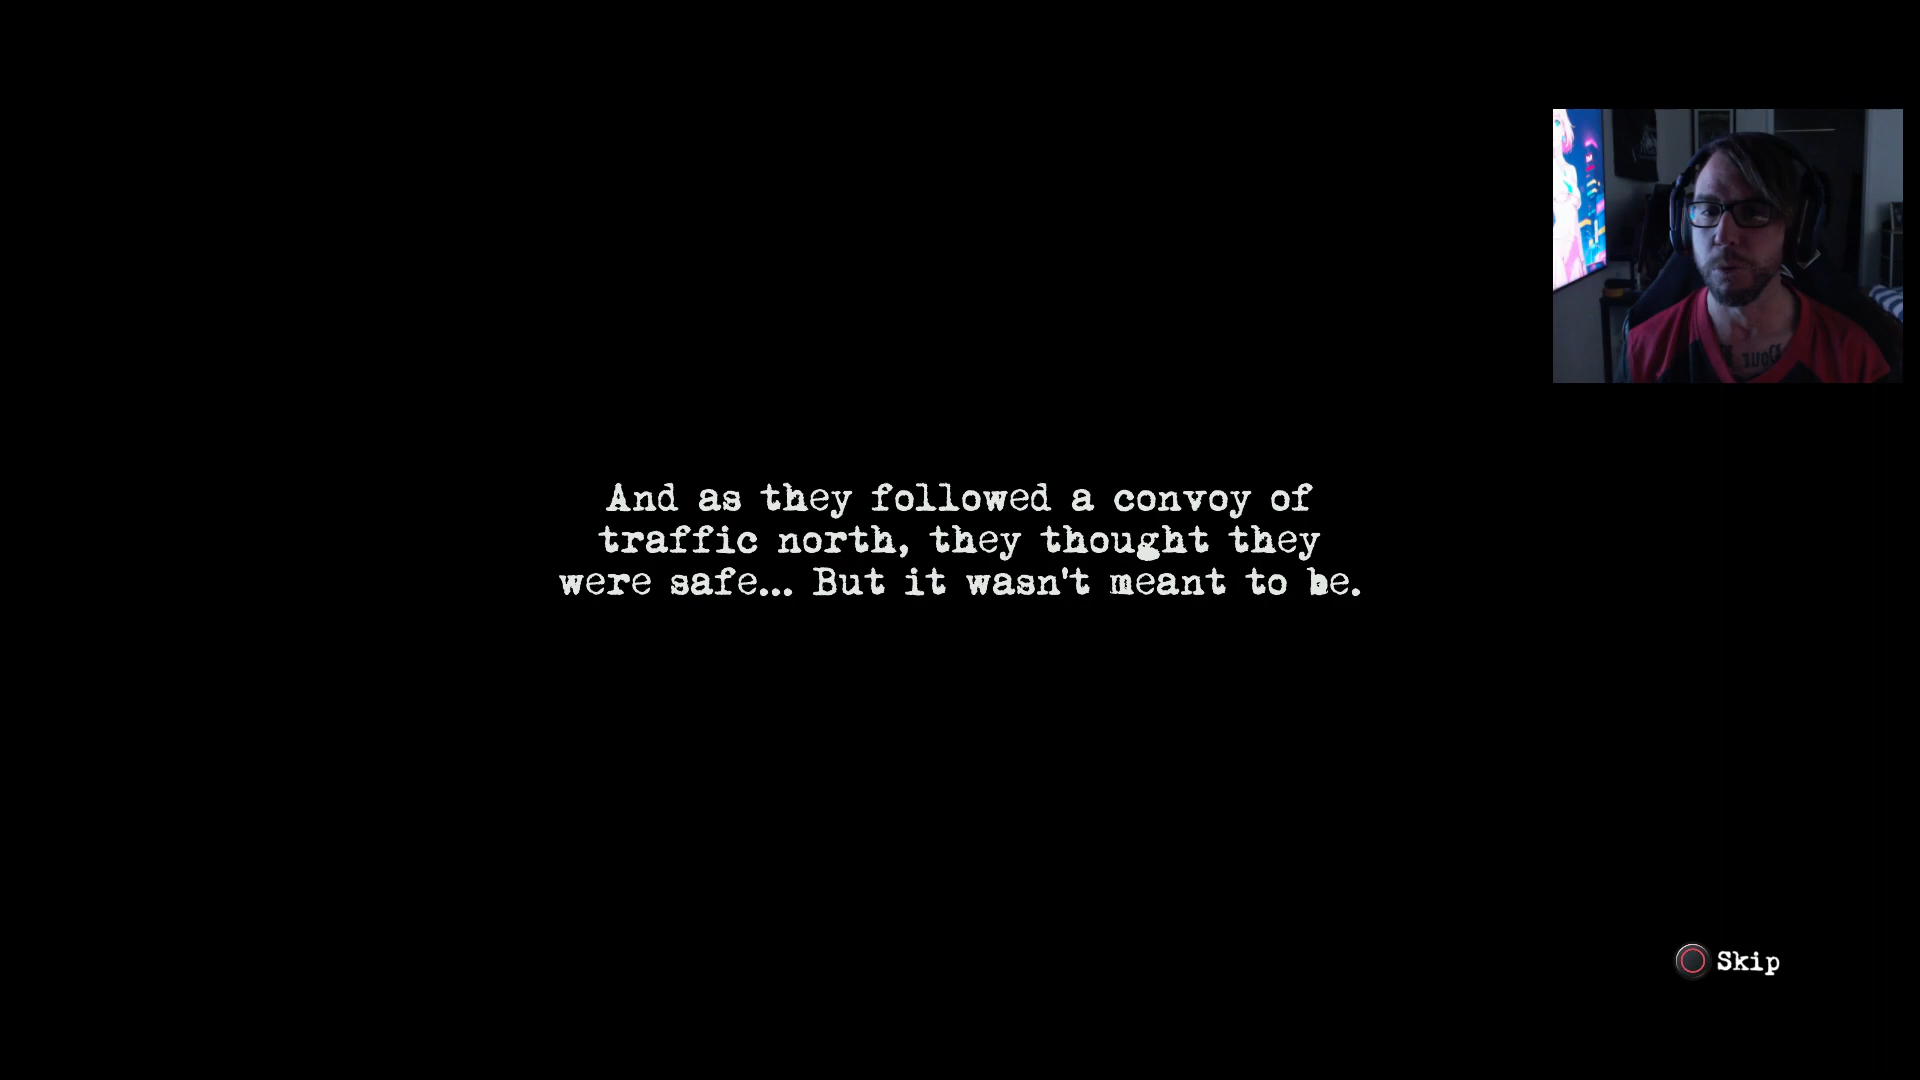 And as they followed a convoy of
traffic north, they thought they
were safe... But it wasn't meant to be.
Skip